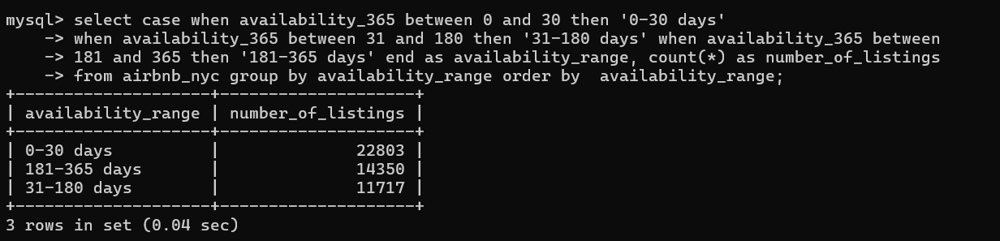 mysql> select case when availability_365 between 0 and 30 then '0-30 days'
    -> when availability_365 between 31 and 180 then '31-180 days' when availability_365 between
    -> 181 and 365 then '181-365 days' end as availability_range, count(*) as number_of_listings
    -> from airbnb_nyc group by availability_range order by  availability_range;
+--------------------+--------------------+
| availability_range | number_of_listings |
+--------------------+--------------------+
| 0-30 days          |              22803 |
| 181-365 days       |              14350 |
| 31-180 days        |              11717 |
+--------------------+--------------------+
3 rows in set (0.04 sec)